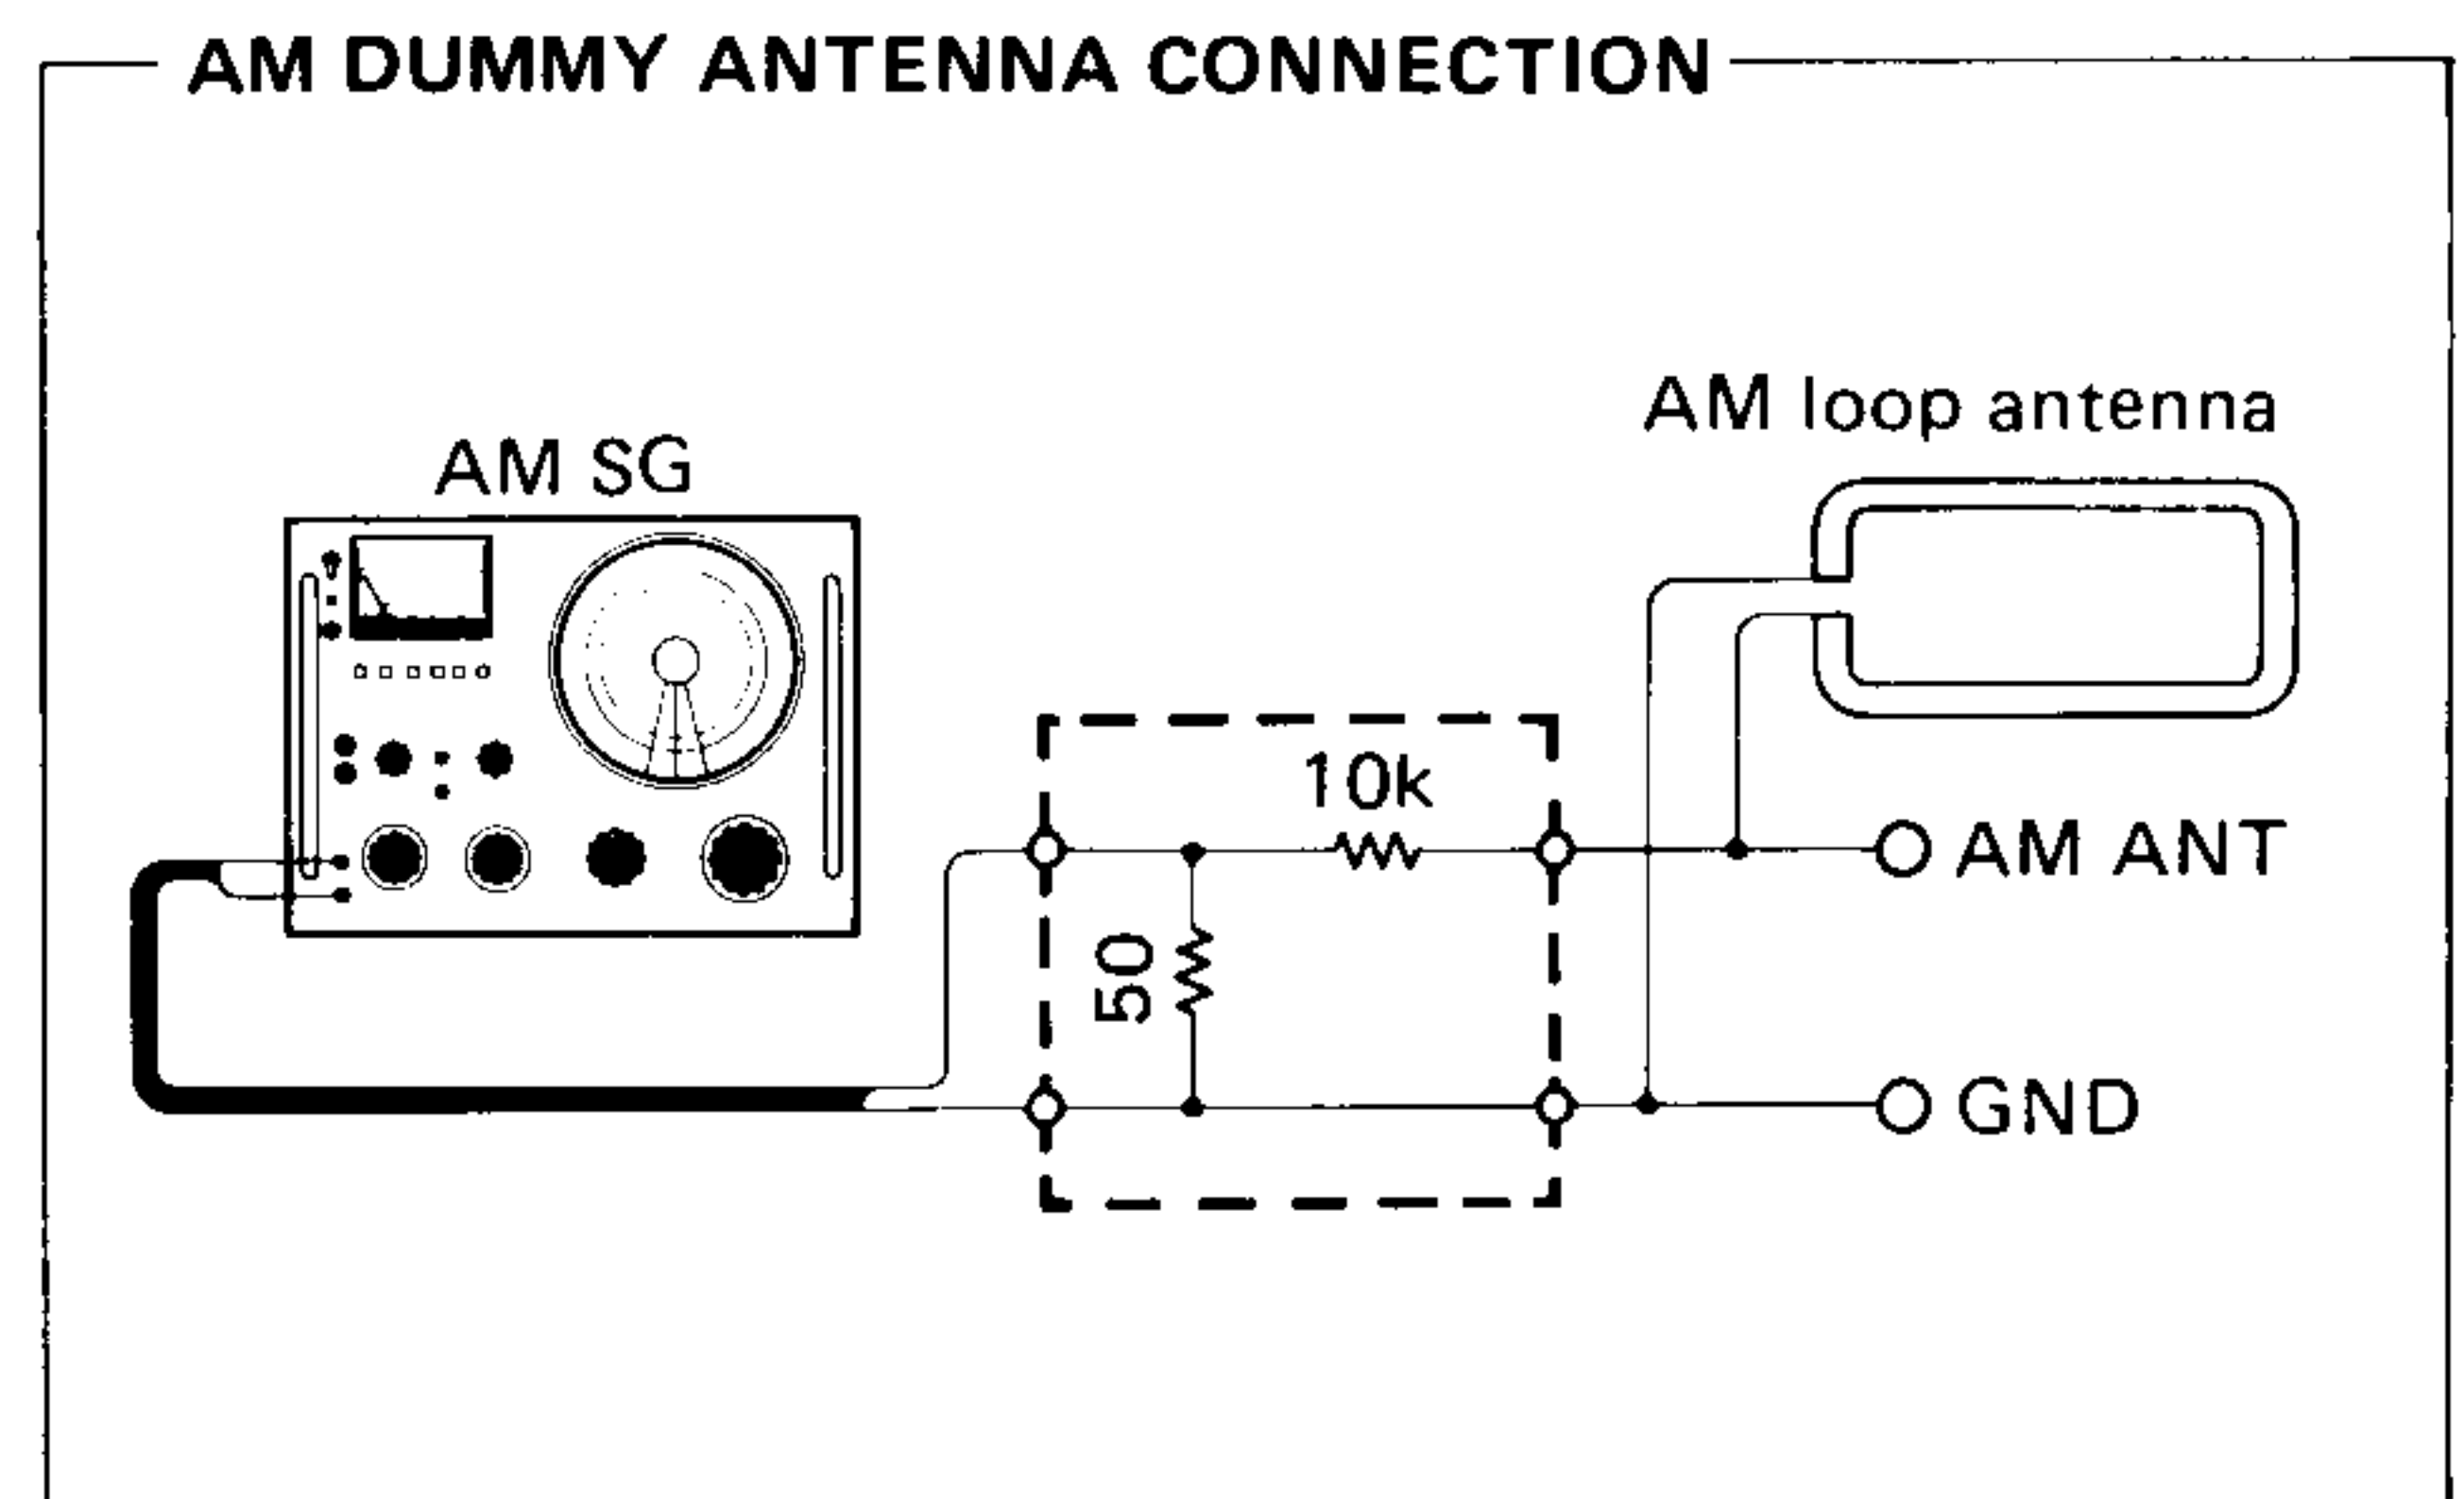 AM DUMMY ANTENNA CONNECTION
AM loop antenna
AM SG
10k
AM ANT
50
GND